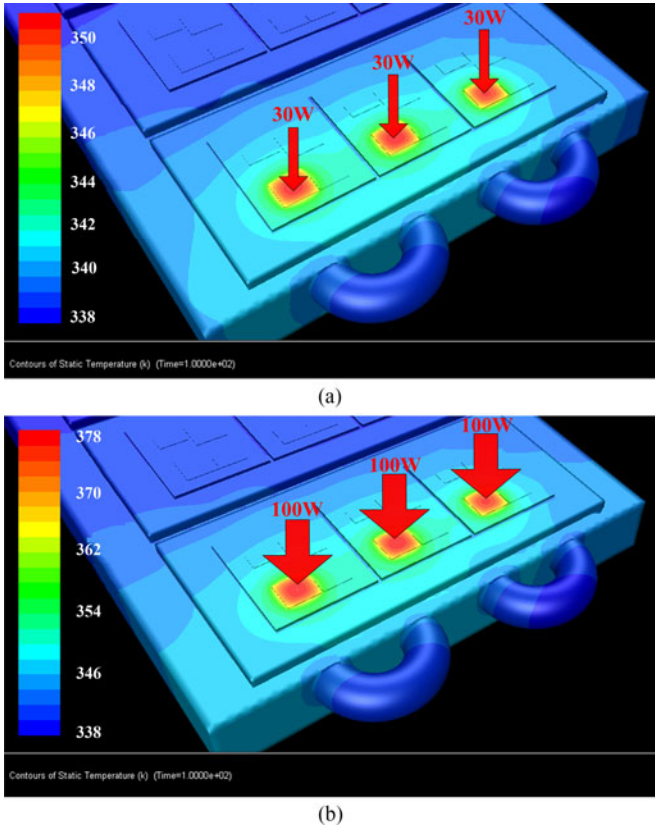 350
348
346
344
342
340
338
30W
30W
30W
Contours of Static Temperature (k) (Time=1.0000e+02)
(a)
378
370
362
354
346
338
100W
100W
100W
Contours of Static Temperature (k) (Time=1.0000e+02)
(b)